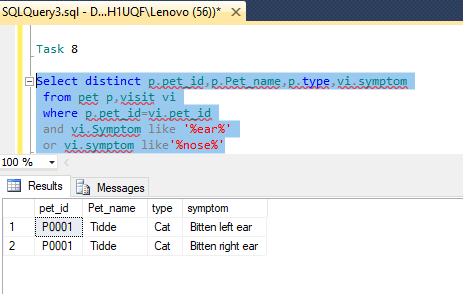 SQLQuery3.sql - D...H1UQF\Lenovo (56))* ×
Task 8
Select distinct p.pet_id,p.Pet_name,p.type,vi.symptom
from pet p,visit vi
where p.pet_id=vi.pet_id
and vi.Symptom like '%ear%'
or vi.symptom like'%nose%'
100 %
Results Messages
pet_id Pet_name type symptom
1 P0001 Tidde Cat Bitten left ear
2 P0001 Tidde Cat Bitten right ear